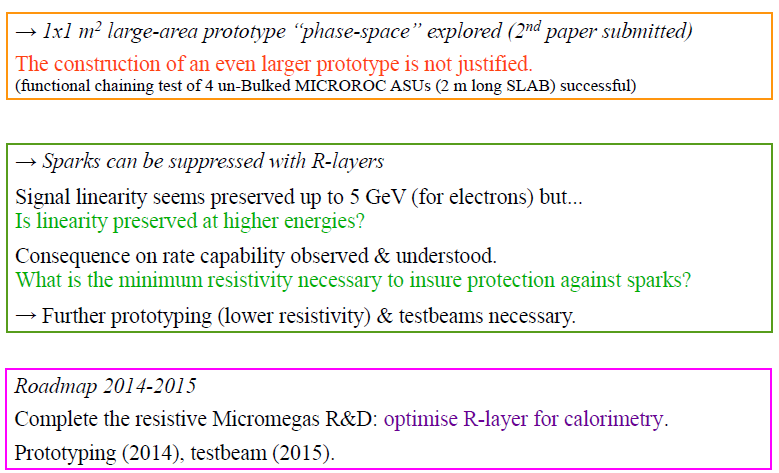 → 1x1 m² large-area prototype “phase-space” explored (2nd paper submitted)
The construction of an even larger prototype is not justified.
(functional chaining test of 4 un-Bulked MICROROC ASUs (2 m long SLAB) successful)
→ Sparks can be suppressed with R-layers
Signal linearity seems preserved up to 5 GeV (for electrons) but...
Is linearity preserved at higher energies?
Consequence on rate capability observed & understood.
What is the minimum resistivity necessary to insure protection against sparks?
→ Further prototyping (lower resistivity) & testbeams necessary.
Roadmap 2014-2015
Complete the resistive Micromegas R&D: optimise R-layer for calorimetry.
Prototyping (2014), testbeam (2015).